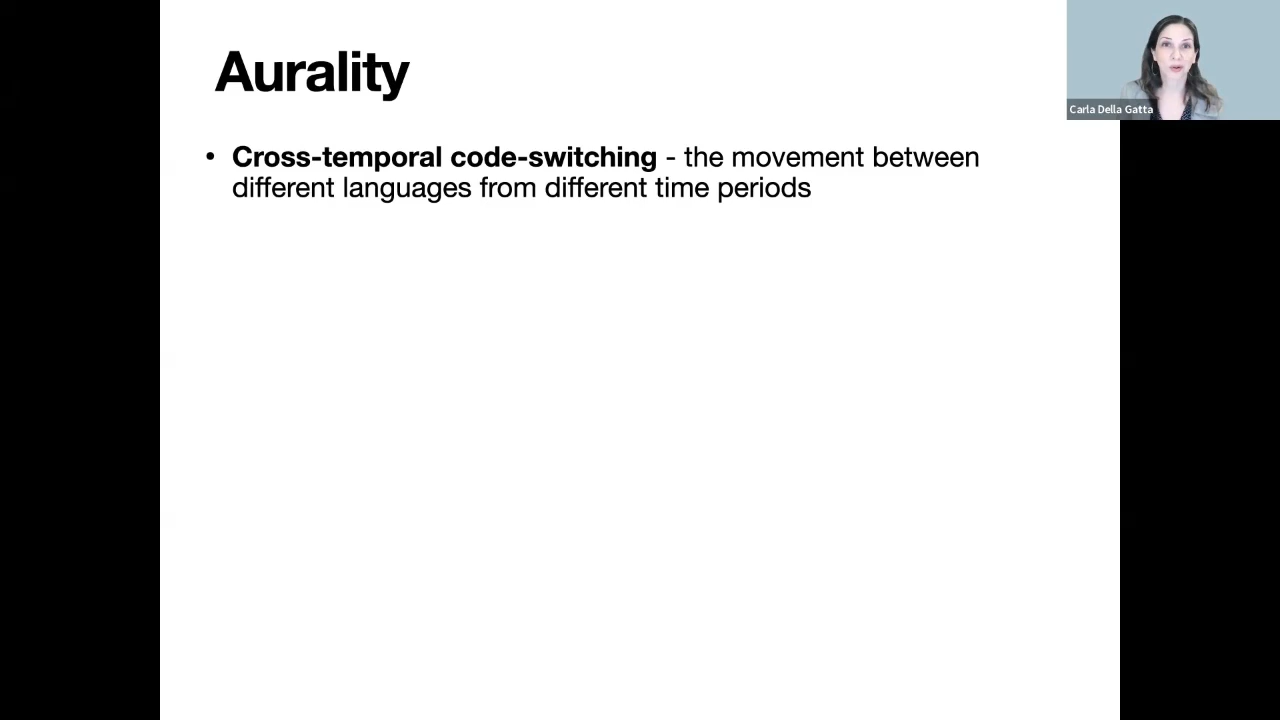 Aurality
• Cross-temporal code-switching - the movement between
different languages from different time periods
Carla Della Gatta